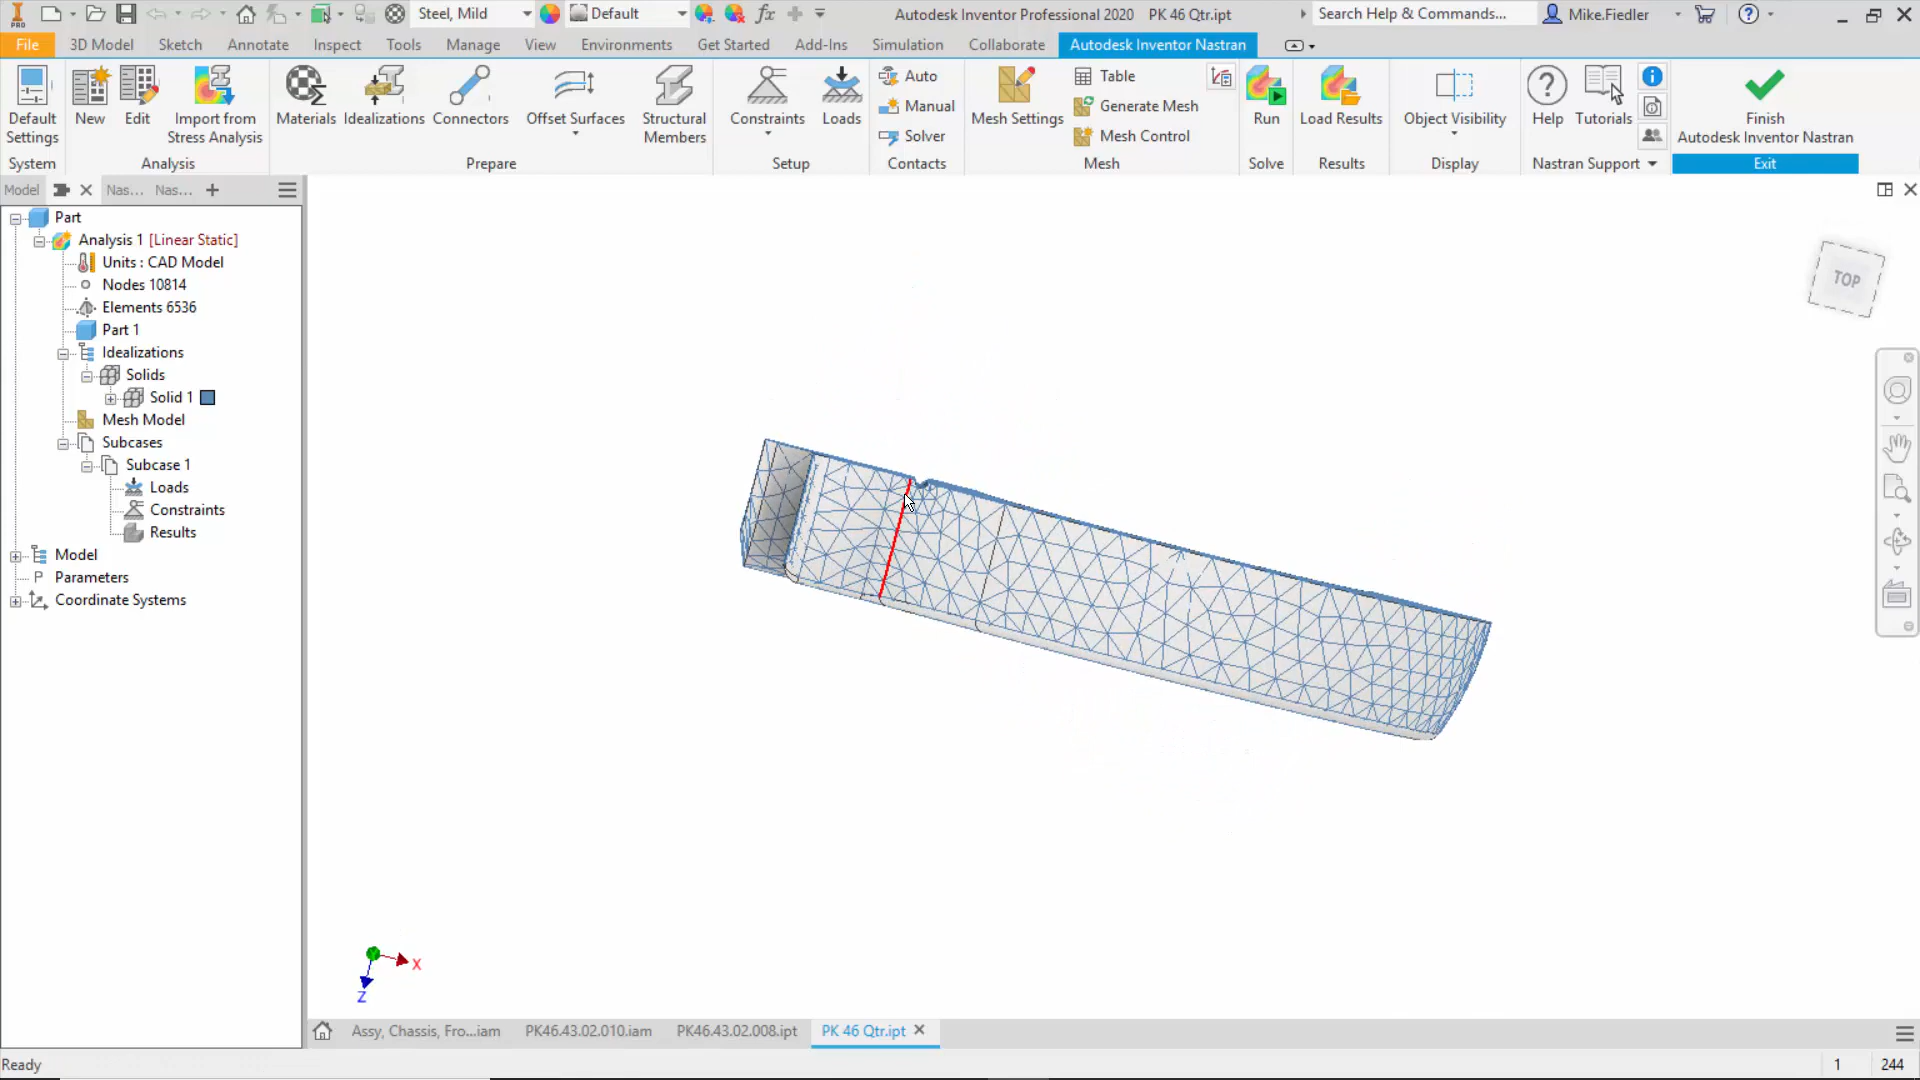 Steel, Mild
Default
fx
Autodesk Inventor Professional 2020 PK 46 Qtr.ipt
Search Help & Commands...
Mike.Fiedler
PRO
File
3D Model
Sketch
Annotate
Inspect
Tools
Manage
View
Environments
Get Started
Add-Ins
Simulation
Collaborate
Autodesk Inventor Nastran
Default Settings
New
Edit
Import from Stress Analysis
Materials
Idealizations
Connectors
Offset Surfaces
Structural Members
Constraints
Loads
Auto
Manual
Solver
Mesh Settings
Table
Generate Mesh
Mesh Control
Run
Load Results
Object Visibility
Help
Tutorials
Finish
Autodesk Inventor Nastran
System
Analysis
Prepare
Setup
Contacts
Mesh
Solve
Results
Display
Nastran Support
Exit
Model
Nas...
Nas...
Part
Analysis 1 [Linear Static]
Units : CAD Model
Nodes 10814
Elements 6536
Part 1
Idealizations
Solids
Solid 1
Mesh Model
Subcases
Subcase 1
Loads
Constraints
Results
Model
P Parameters
Coordinate Systems
TOP
X
Z
Assy, Chassis, Fro...iam
PK46.43.02.010.iam
PK46.43.02.008.ipt
PK 46 Qtr.ipt
Ready
1
244